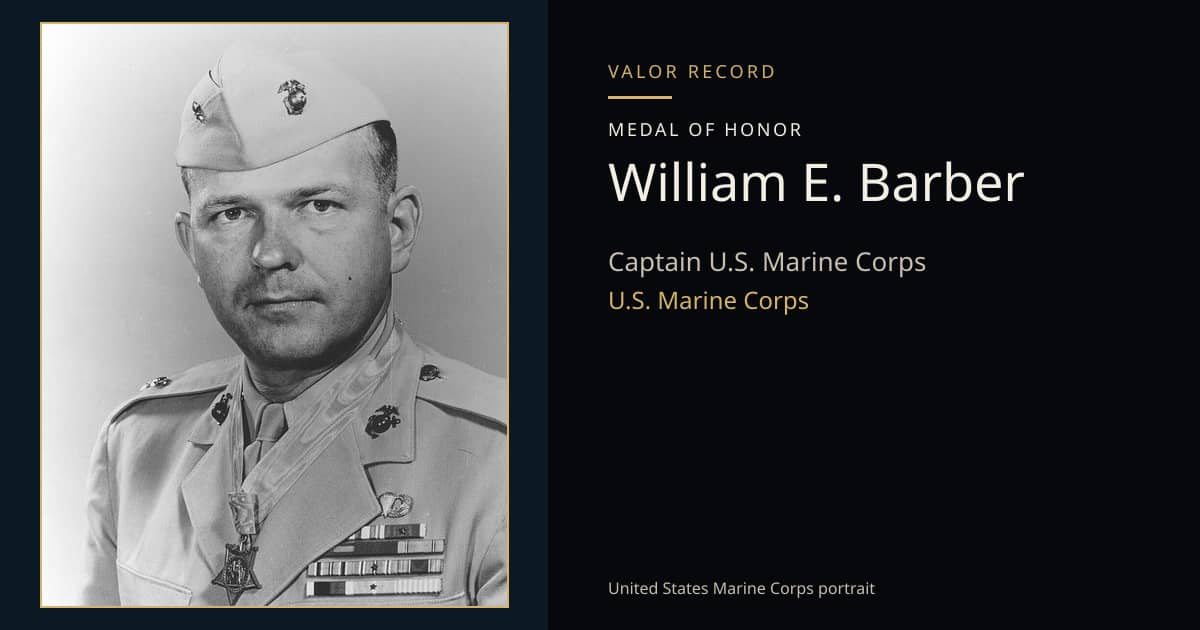 VALOR RECORD
MEDAL OF HONOR
William E. Barber
Captain U.S. Marine Corps
U.S. Marine Corps
United States Marine Corps portrait